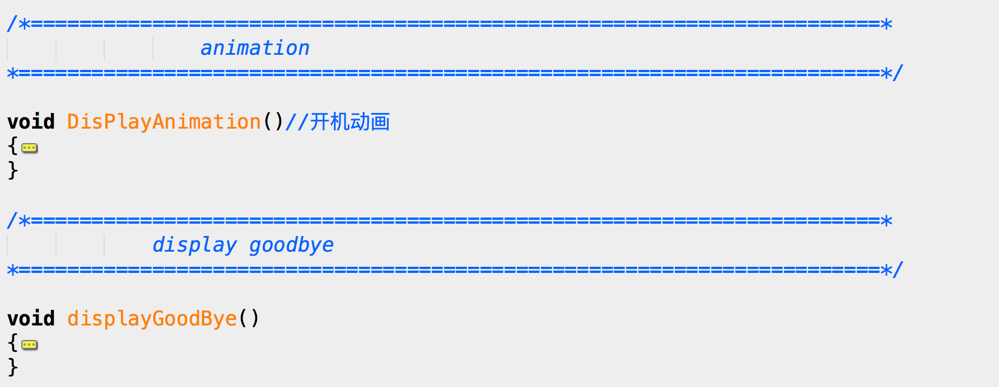 /*======================================================================*
animation
*=======================================================================*/
void DisPlayAnimation()//开机动画
{
}
/*======================================================================*
display goodbye
*=======================================================================*/
void displayGoodBye()
{
}